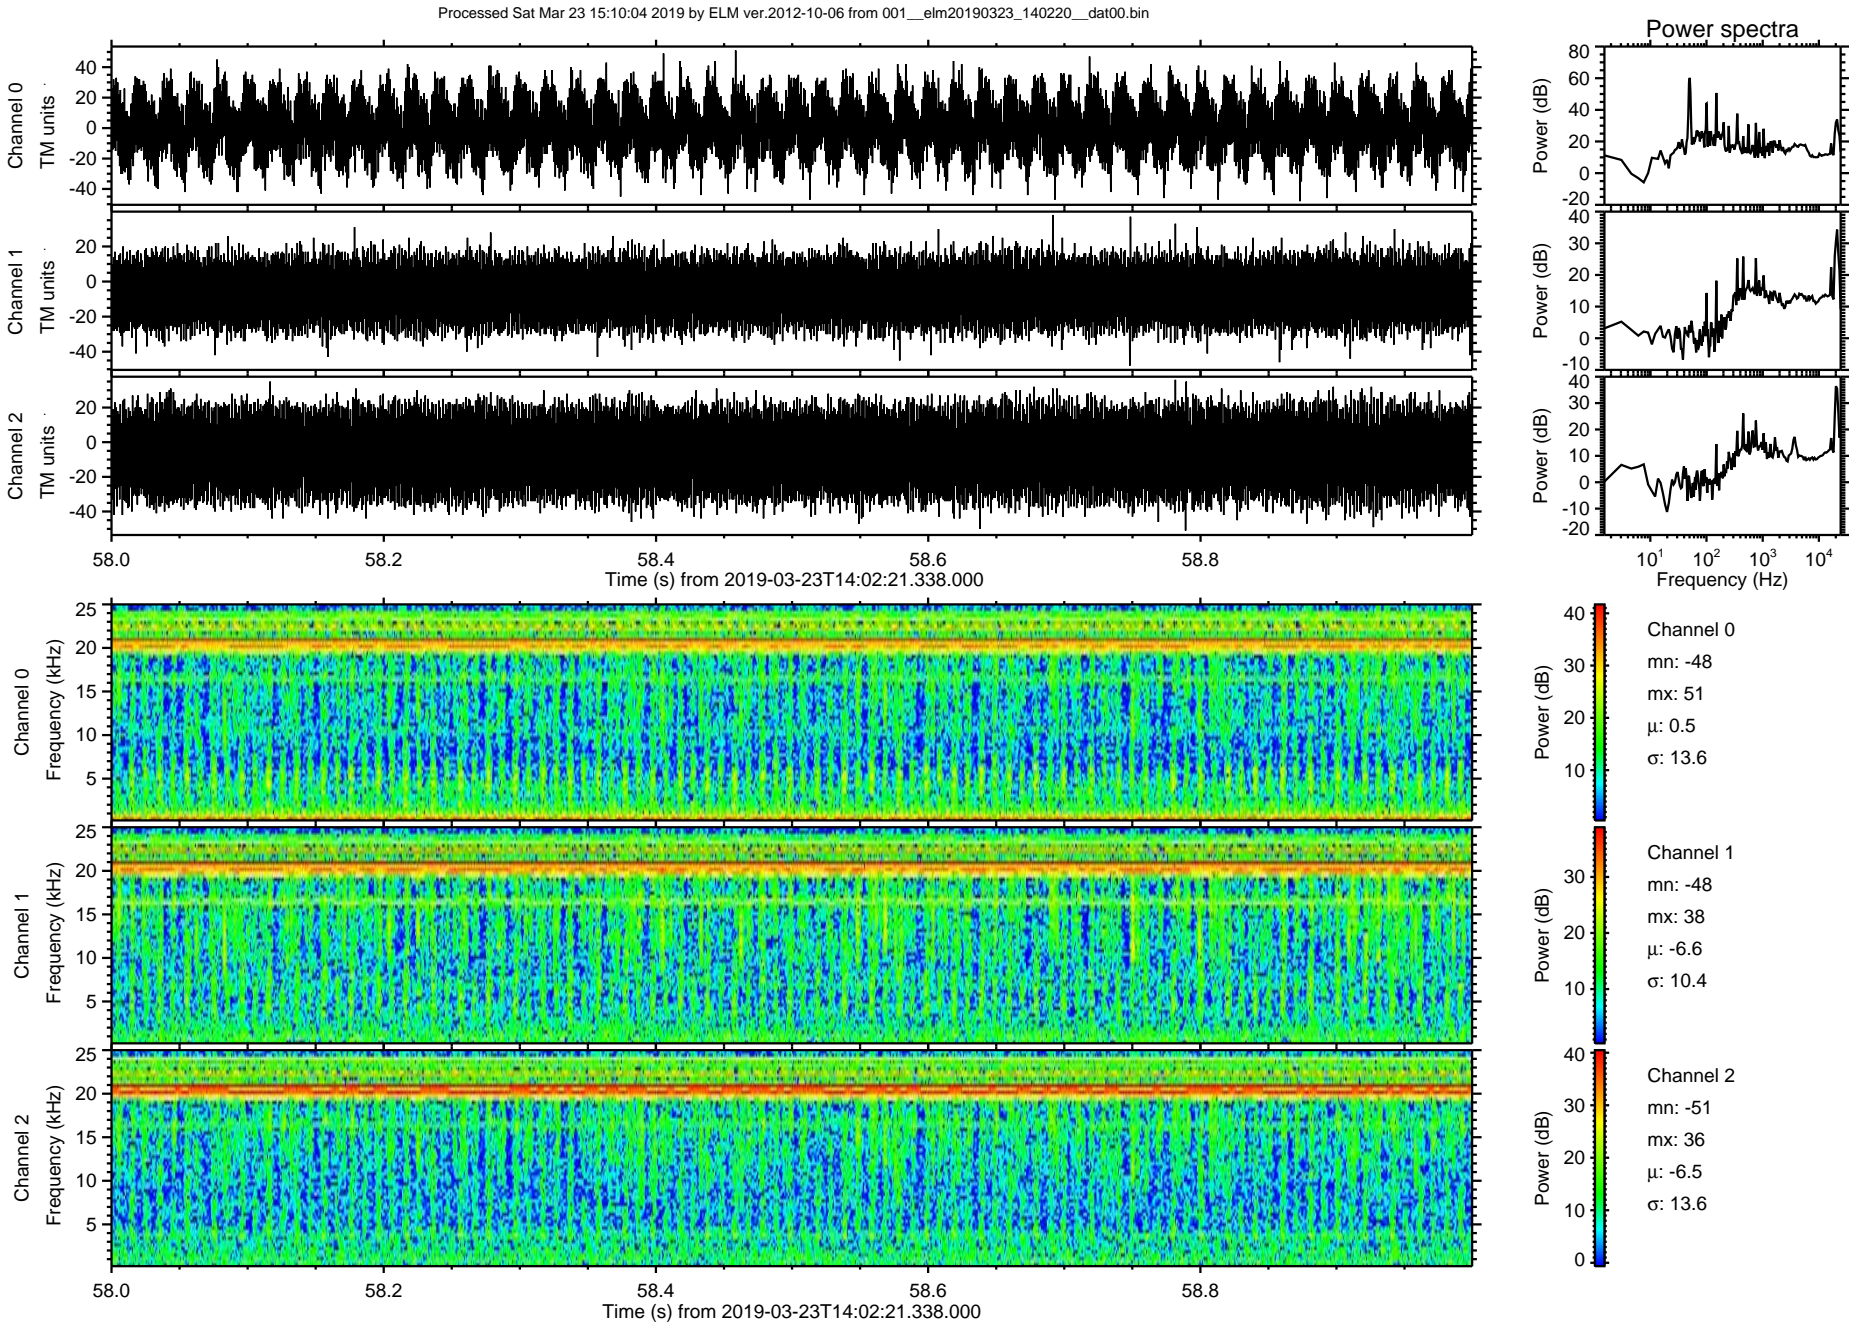 Processed Sat Mar 23 15:10:04 2019 by ELM ver.2012-10-06 from 001__elm20190323_140220__dat00.bin
Power spectra
Channel 0
TM units
40
20
0
-20
-40
Power (dB)
80
60
40
20
0
-20
Channel 1
TM units
20
0
-20
-40
Power (dB)
40
30
20
10
0
-10
Channel 2
TM units
20
0
-20
-40
Power (dB)
40
30
20
10
0
-10
-20
58.0 58.2 58.4 58.6 58.8
Time (s) from 2019-03-23T14:02:21.338.000
10^1 10^2 10^3 10^4
Frequency (Hz)
Channel 0
Frequency (kHz)
25
20
15
10
5
Power (dB)
40
30
20
10
Channel 0
mn: -48
mx: 51
μ: 0.5
σ: 13.6
Channel 1
Frequency (kHz)
25
20
15
10
5
Power (dB)
30
20
10
Channel 1
mn: -48
mx: 38
μ: -6.6
σ: 10.4
Channel 2
Frequency (kHz)
25
20
15
10
5
Power (dB)
40
30
20
10
0
Channel 2
mn: -51
mx: 36
μ: -6.5
σ: 13.6
58.0 58.2 58.4 58.6 58.8
Time (s) from 2019-03-23T14:02:21.338.000